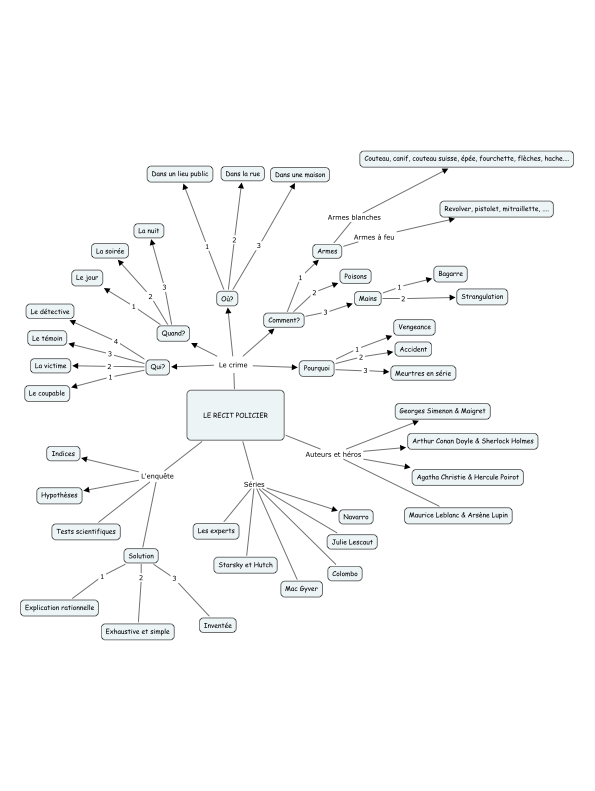 Couteau, canif, couteau suisse, épée, fourchette, flêches, hache....
Dans un lieu public
Dans la rue
Dans une maison
Revolver, pistolet, mitraillette, ....
Armes blanches
Armes à feu
La nuit
1
2
3
La soirée
Armes
Le jour
3
2
1
1
2
3
Poisons
Bagarre
Mains
1
2
Strangulation
Où?
Comment?
Le détective
Quand?
Le témoin
4
3
2
1
Qui?
La victime
Le coupable
Le crime
Pourquoi
1
2
3
Vengeance
Accident
Meurtres en série
LE RECIT POLICIER
Georges Simenon & Maigret
Arthur Conan Doyle & Sherlock Holmes
Auteurs et héros
Agatha Christie & Hercule Poirot
Maurice Leblanc & Arsène Lupin
Indices
L'enquête
Hypothèses
Tests scientifiques
Séries
Navarro
Les experts
Julie Lescaut
Starsky et Hutch
Colombo
Mac Gyver
Solution
1
2
3
Explication rationnelle
Exhaustive et simple
Inventée